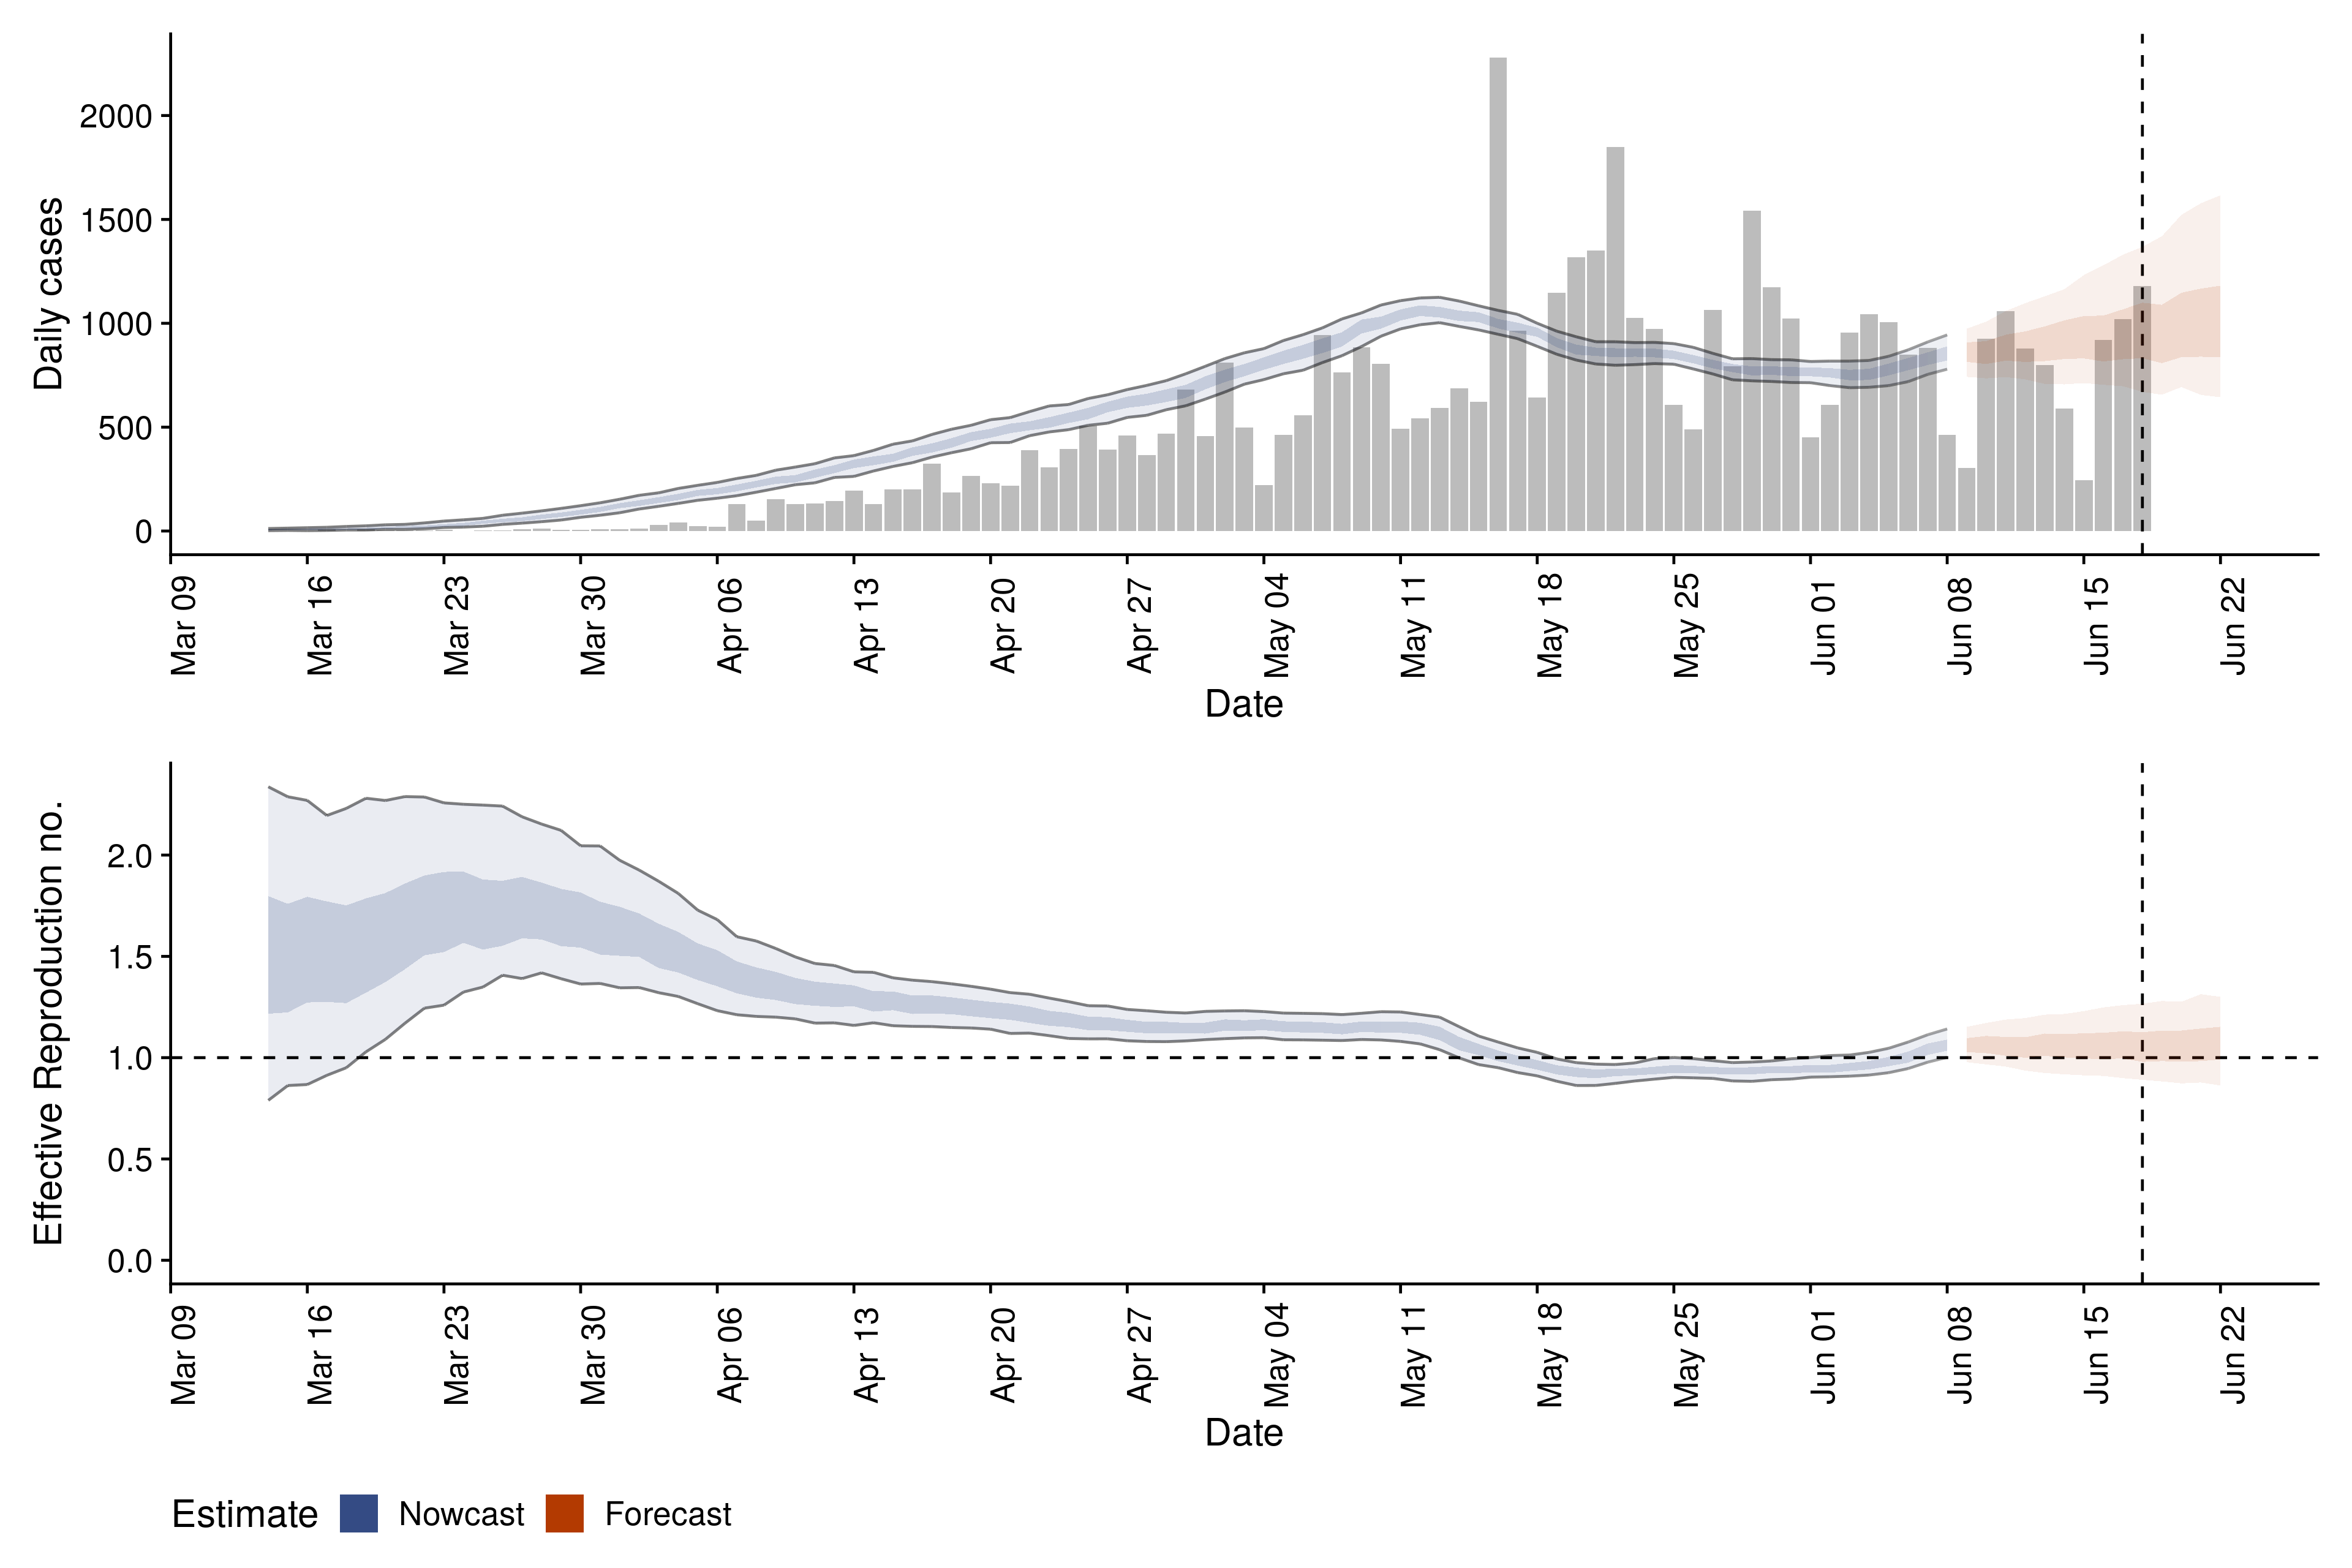 Daily cases
2000
1500
1000
500
0
Mar 09
Mar 16
Mar 23
Mar 30
Apr 06
Apr 13
Apr 20
Apr 27
May 04
May 11
May 18
May 25
Jun 01
Jun 08
Jun 15
Jun 22
Date
Effective Reproduction no.
2.0
1.5
1.0
0.5
0.0
Mar 09
Mar 16
Mar 23
Mar 30
Apr 06
Apr 13
Apr 20
Apr 27
May 04
May 11
May 18
May 25
Jun 01
Jun 08
Jun 15
Jun 22
Date
Estimate Nowcast Forecast